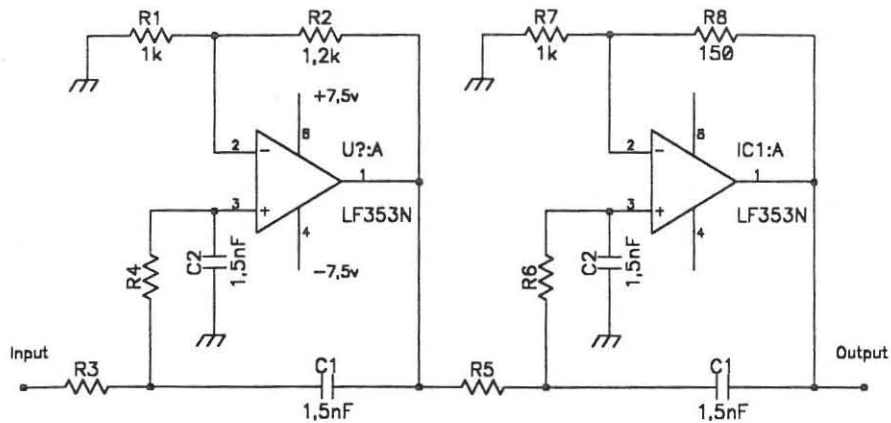 R1
1k
R2
1,2k
R7
1k
R8
150
+7,5v
8
2
−
U?:A
1
3
+
LF353N
4
−7,5v
R4
C2
1,5nF
8
2
−
IC1:A
1
3
+
LF353N
4
R6
C2
1,5nF
Input
R3
C1
1,5nF
R5
C1
1,5nF
Output